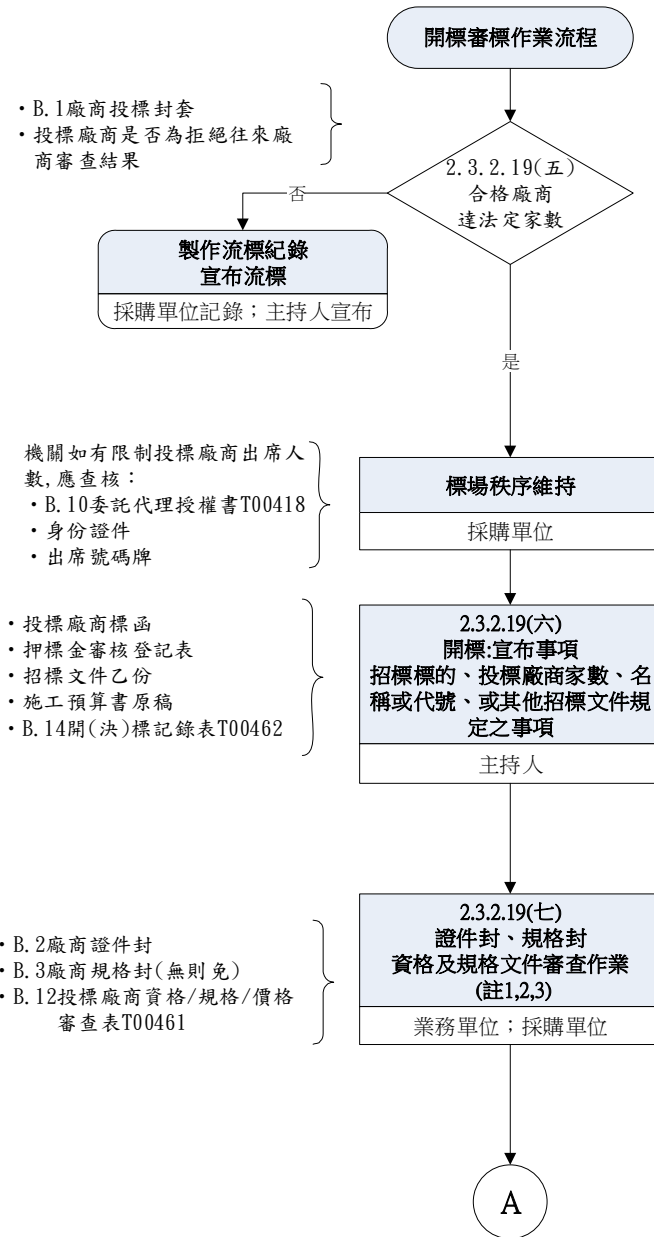 開標審標作業流程
・B.1廠商投標封套
・投標廠商是否為拒絕往來廠
商審查結果
2.3.2.19(五)
合格廠商
達法定家數
否
製作流標紀錄
宣布流標
採購單位記錄；主持人宣布
是
機關如有限制投標廠商出席人
數,應查核：
・B.10委託代理授權書T00418
・身份證件
・出席號碼牌
標場秩序維持
採購單位
・投標廠商標函
・押標金審核登記表
・招標文件乙份
・施工預算書原稿
・B.14開(決)標記錄表T00462
2.3.2.19(六)
開標:宣布事項
招標標的、投標廠商家數、名
稱或代號、或其他招標文件規
定之事項
主持人
・B.2廠商證件封
・B.3廠商規格封(無則免)
・B.12投標廠商資格/規格/價格
審查表T00461
2.3.2.19(七)
證件封、規格封
資格及規格文件審查作業
(註1,2,3)
業務單位；採購單位
A